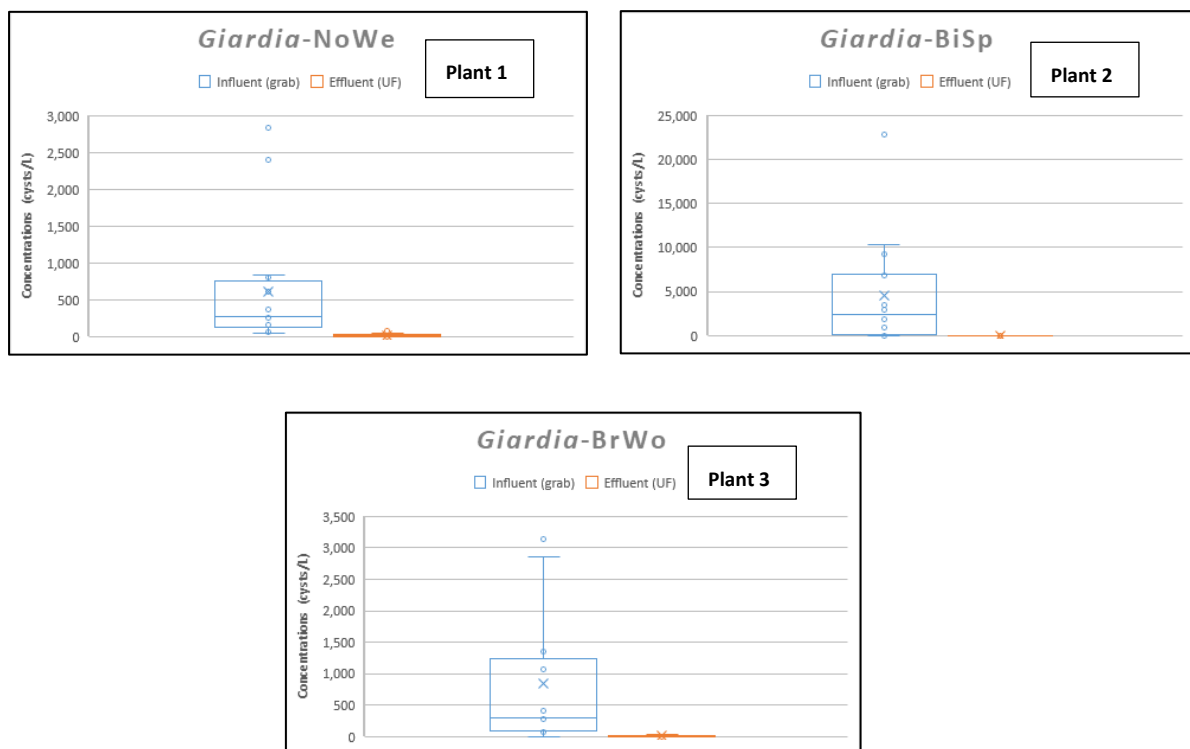 Giardia-NoWe
Plant 1
Influent (grab) Effluent (UF)
3,000
2,500
2,000
1,500
1,000
500
0
Concentrations (cysts/L)
Giardia-BiSp
Plant 2
Influent (grab) Effluent (UF)
25,000
20,000
15,000
10,000
5,000
0
Concentrations (cysts/L)
Giardia-BrWo
Plant 3
Influent (grab) Effluent (UF)
3,500
3,000
2,500
2,000
1,500
1,000
500
0
Concentrations (cysts/L)